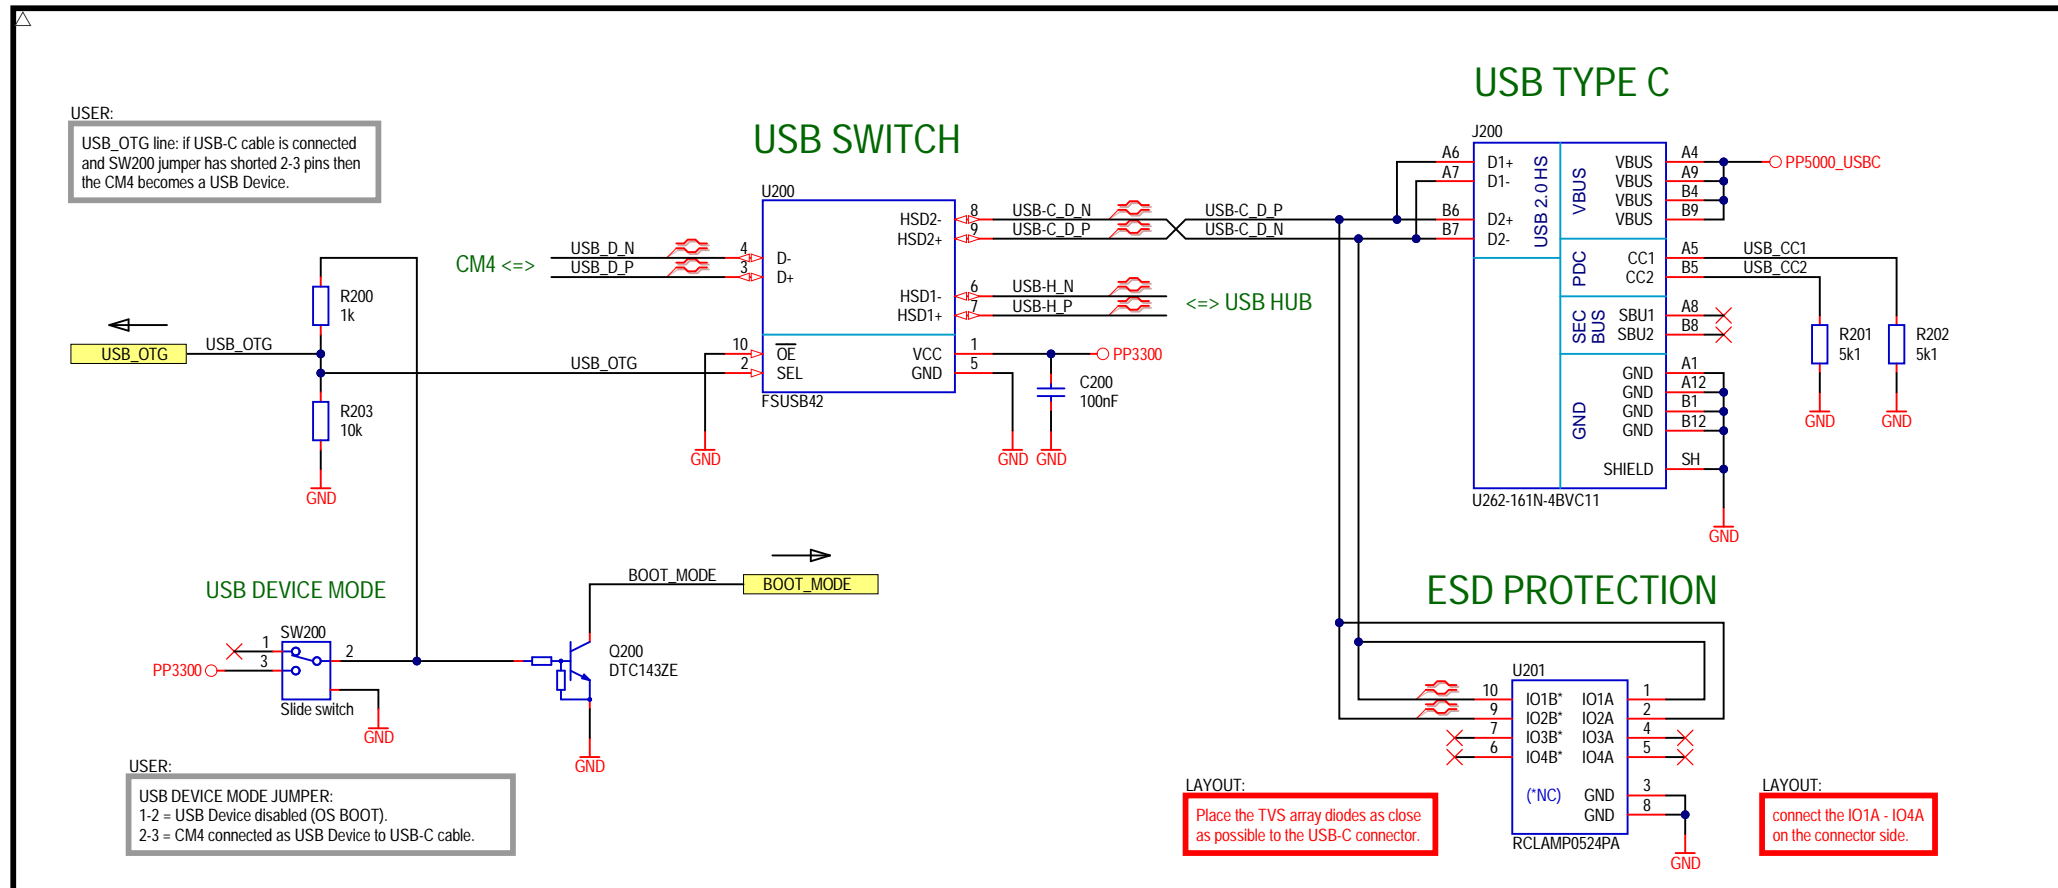 USB TYPE C
USER:
USB_OTG line: if USB-C cable is connected
and SW200 jumper has shorted 2-3 pins then
the CM4 becomes a USB Device.
USB SWITCH
U200
HSD2- 8 USB-C_D_N USB-C_D_P
HSD2+ 9 USB-C_D_P USB-C_D_N
USB_D_N 4 D-
CM4 <=>
USB_D_P 3 D+
HSD1- 6 USB-H_N
<=> USB HUB
HSD1+ 7 USB-H_P
10 OE VCC 1 PP3300
USB_OTG 2 SEL GND 5
FSUSB42
C200
100nF
GND
GND GND
R200
1k
USB_OTG USB_OTG
R203
10k
GND
J200
A6 D1+
A7 D1-
B6 D2+
B7 D2-
USB 2.0 HS
VBUS
VBUS A4 PP5000_USBC
VBUS A9
VBUS B4
VBUS B9
PDC
CC1 A5 USB_CC1
CC2 B5 USB_CC2
SEC
BUS
SBU1 A8
SBU2 B8
GND
GND A1
GND A12
GND B1
GND B12
SHIELD SH
U262-161N-4BVC11
GND
R201
5k1
R202
5k1
GND GND
USB DEVICE MODE
SW200
1
3
2
PP3300
Slide switch
GND
BOOT_MODE BOOT_MODE
Q200
DTC143ZE
GND
USER:
USB DEVICE MODE JUMPER:
1-2 = USB Device disabled (OS BOOT).
2-3 = CM4 connected as USB Device to USB-C cable.
ESD PROTECTION
U201
10 IO1B* IO1A 1
9 IO2B* IO2A 2
7 IO3B* IO3A 4
6 IO4B* IO4A 5
(*NC) GND 3
GND 8
RCLAMP0524PA
GND
LAYOUT:
Place the TVS array diodes as close
as possible to the USB-C connector.
LAYOUT:
connect the IO1A - IO4A
on the connector side.